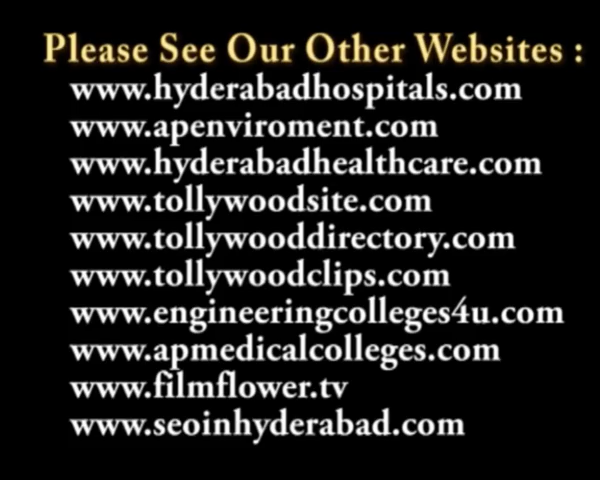 Please See Our Other Websites :
www.hyderabadhospitals.com
www.apenviroment.com
www.hyderabadhealthcare.com
www.tollywoodsite.com
www.tollywooddirectory.com
www.tollywoodclips.com
www.engineeringcolleges4u.com
www.apmedicalcolleges.com
www.filmflower.tv
www.seoinhyderabad.com